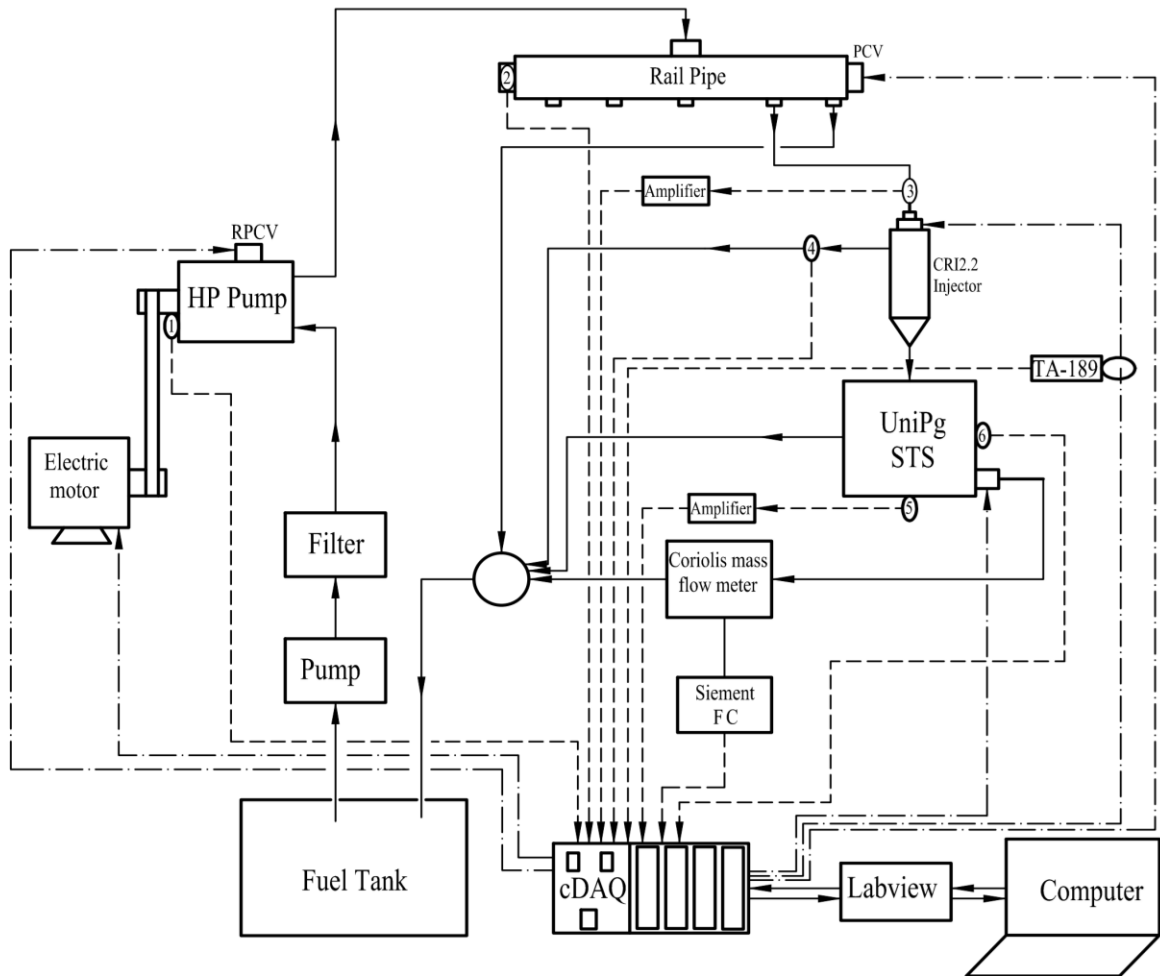 PCV
2
Rail Pipe
Amplifier
3
RPCV
4
CRI2.2
Injector
HP Pump
1
TA-189
UniPg
STS
6
Electric
motor
Amplifier
5
Filter
Coriolis mass
flow meter
Pump
Siement
FC
Fuel Tank
cDAQ
Labview
Computer